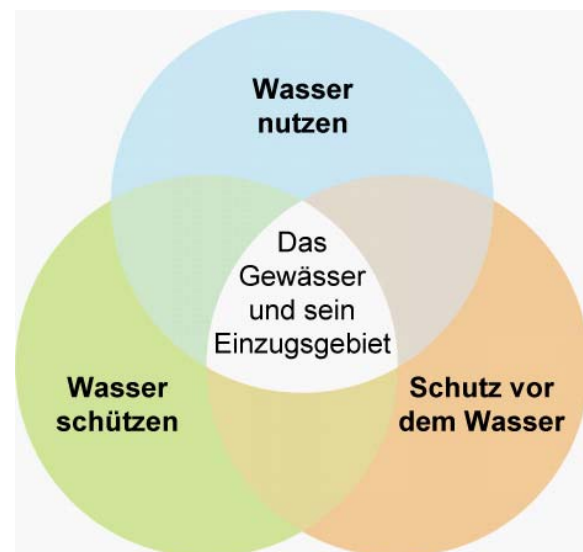 Wasser
nutzen
Das
Gewässer
und sein
Einzugsgebiet
Wasser
schützen
Schutz vor
dem Wasser